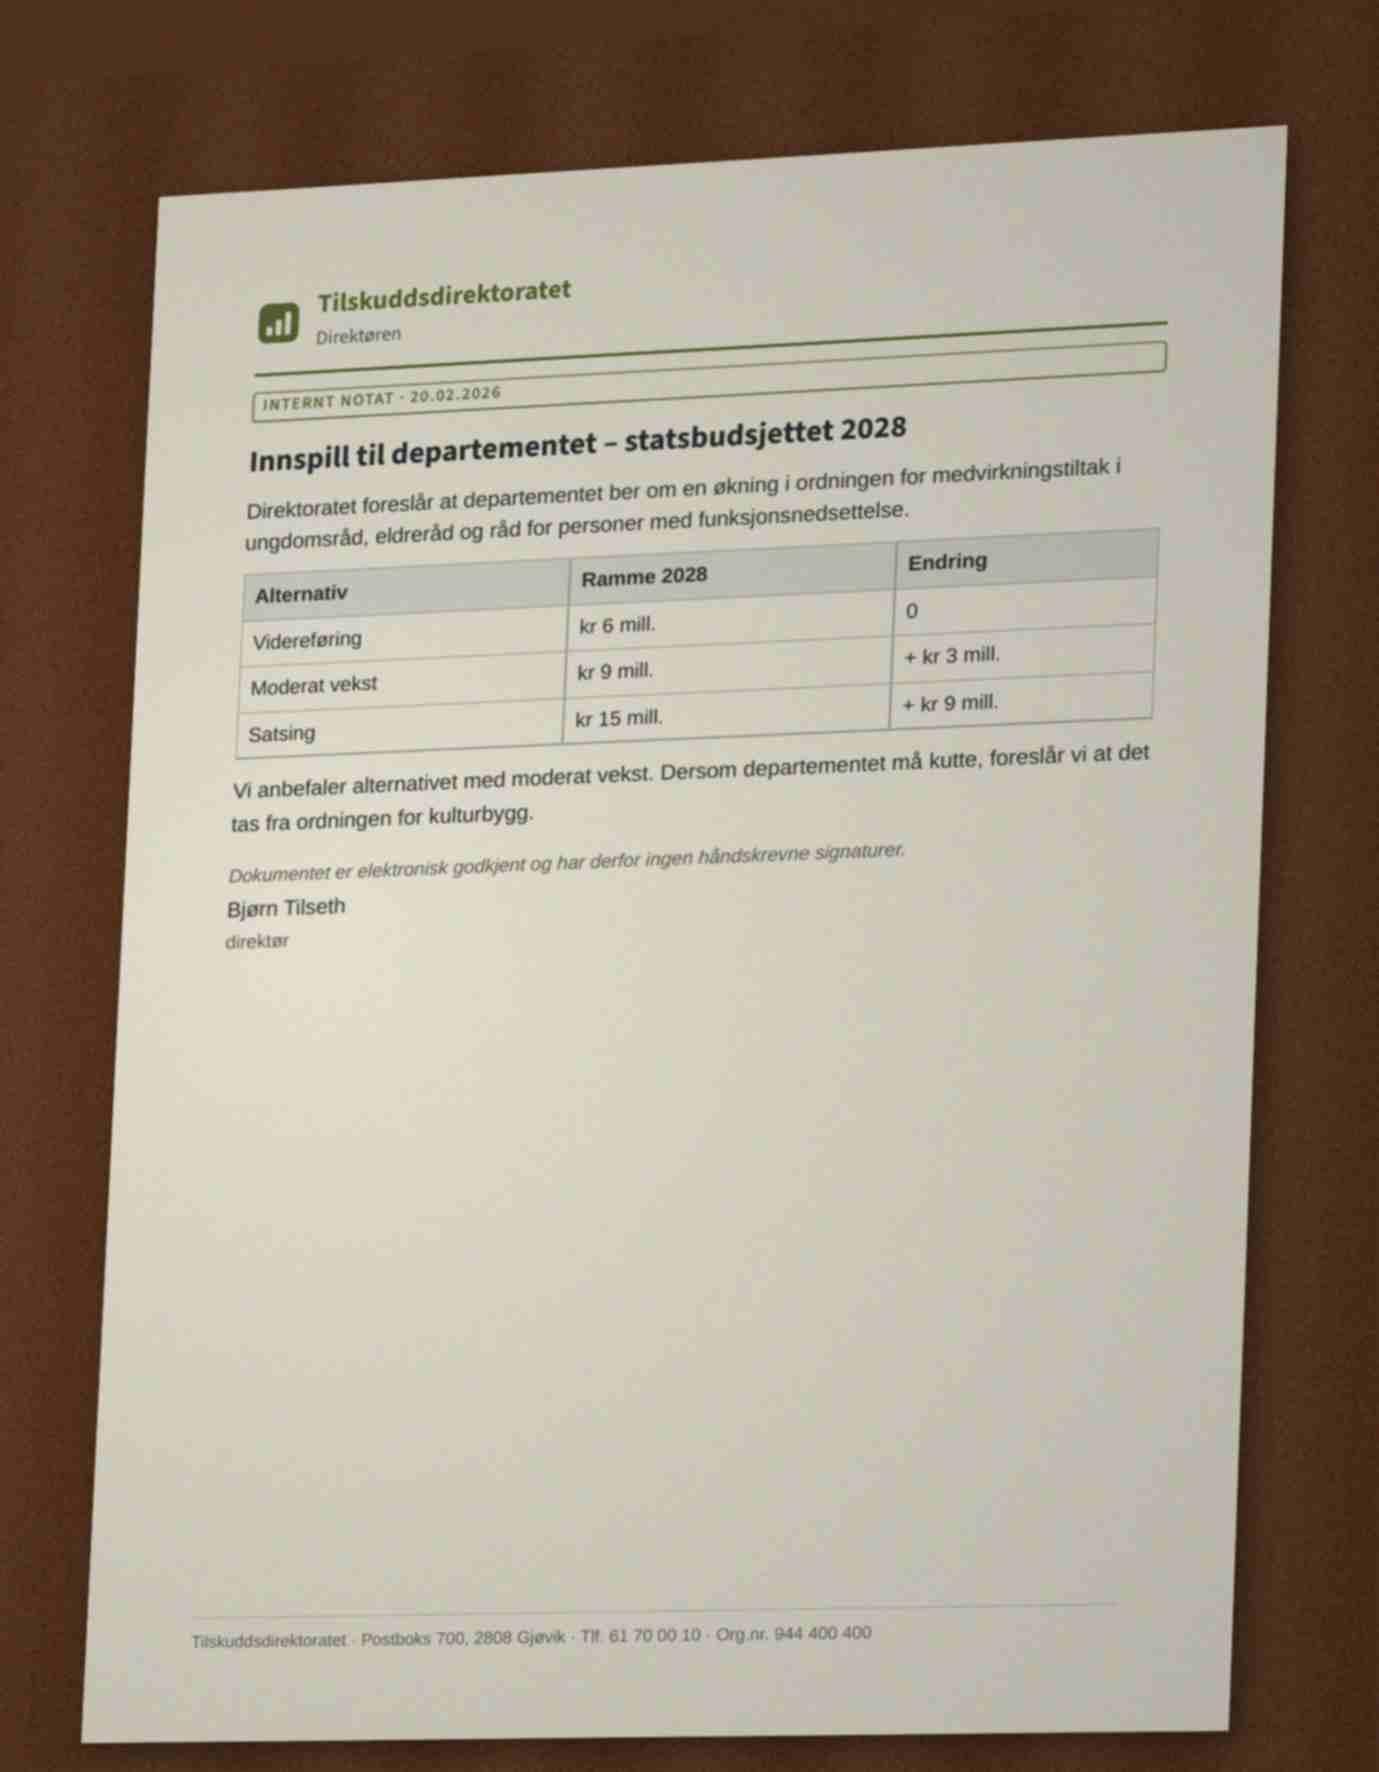 Tilskuddsdirektoratet
Direktøren
INTERNT NOTAT · 20.02.2026
Innspill til departementet – statsbudsjettet 2028
Direktoratet foreslår at departementet ber om en økning i ordningen for medvirkningstiltak i
ungdomsråd, eldreråd og råd for personer med funksjonsnedsettelse.
Alternativ Ramme 2028 Endring
Videreføring kr 6 mill. 0
Moderat vekst kr 9 mill. + kr 3 mill.
Satsing kr 15 mill. + kr 9 mill.
Vi anbefaler alternativet med moderat vekst. Dersom departementet må kutte, foreslår vi at det
tas fra ordningen for kulturbygg.
Dokumentet er elektronisk godkjent og har derfor ingen håndskrevne signaturer.
Bjørn Tilseth
direktør
Tilskuddsdirektoratet · Postboks 700, 2808 Gjøvik · Tlf. 61 70 00 10 · Org.nr. 944 400 400